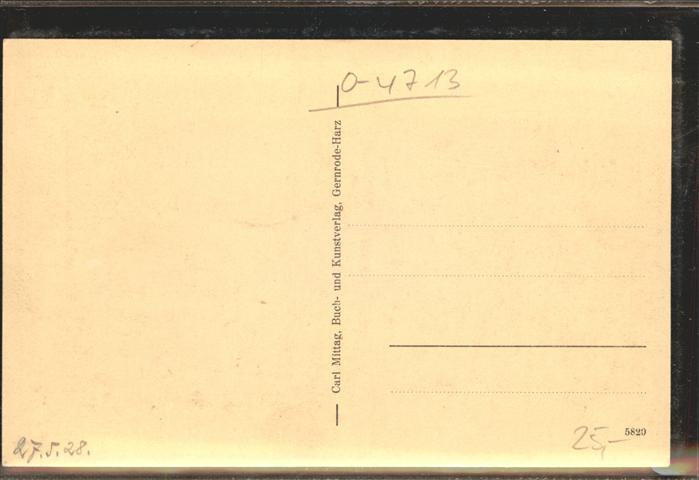 O-4713
Carl Mittag, Buch- und Kunstverlag, Gernrode-Harz
27.5.28.
25,-
5829